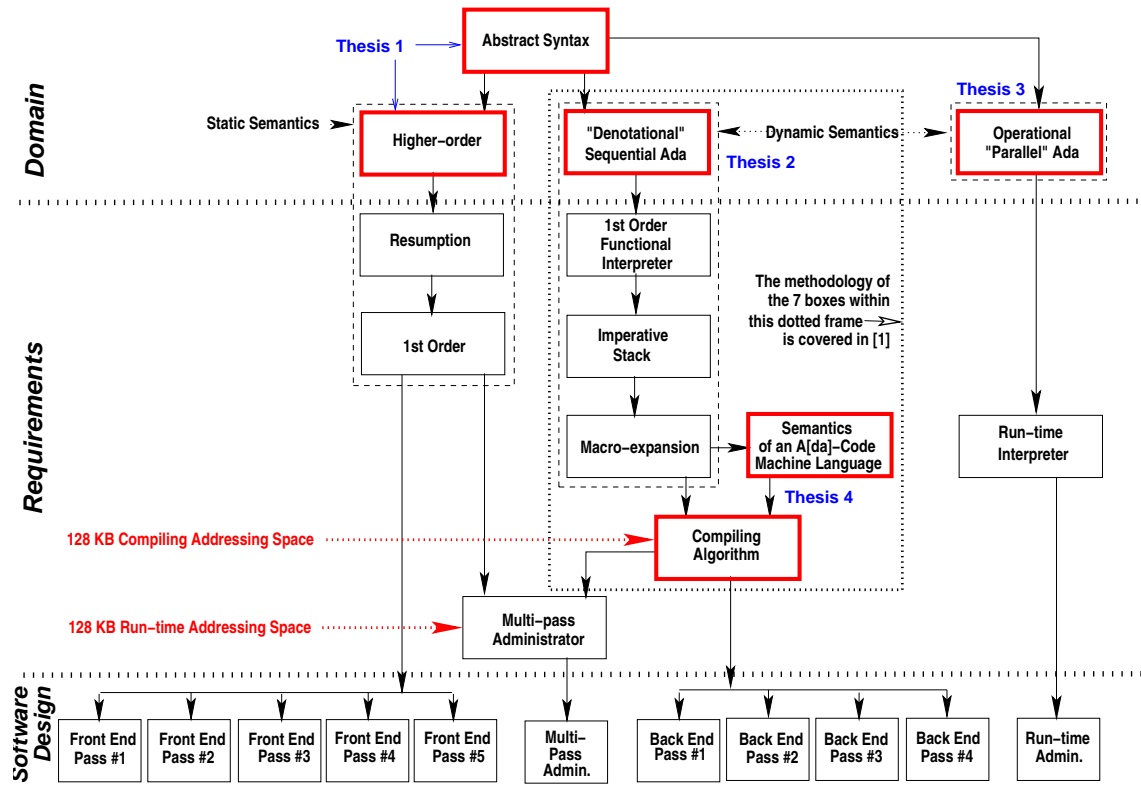 Domain
Requirements
Software
Design
Abstract Syntax
Thesis 1
Thesis 3
Static Semantics
Higher-order
"Denotational"
Sequential Ada
Dynamic Semantics
Operational
"Parallel" Ada
Thesis 2
Resumption
1st Order
Functional
Interpreter
The methodology of
the 7 boxes within
this dotted frame
is covered in [1]
1st Order
Imperative
Stack
Macro-expansion
Semantics
of an A[da]-Code
Machine Language
Run-time
Interpreter
Thesis 4
128 KB Compiling Addressing Space
Compiling
Algorithm
128 KB Run-time Addressing Space
Multi-pass
Administrator
Front End
Pass #1
Front End
Pass #2
Front End
Pass #3
Front End
Pass #4
Front End
Pass #5
Multi-
Pass
Admin.
Back End
Pass #1
Back End
Pass #2
Back End
Pass #3
Back End
Pass #4
Run-time
Admin.